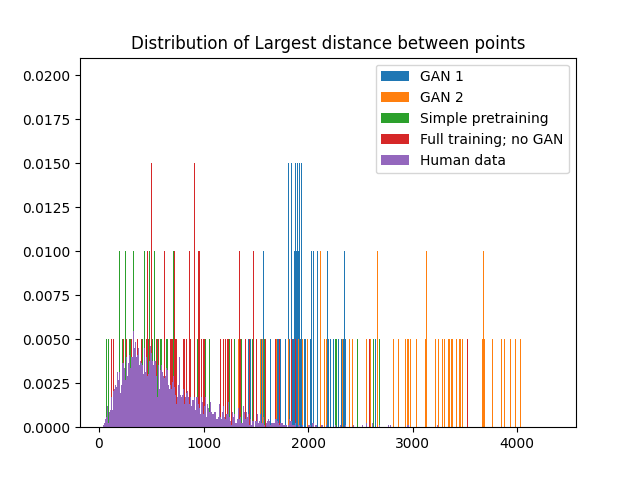 Distribution of Largest distance between points
0.0200
0.0175
0.0150
0.0125
0.0100
0.0075
0.0050
0.0025
0.0000
GAN 1
GAN 2
Simple pretraining
Full training; no GAN
Human data
0 1000 2000 3000 4000